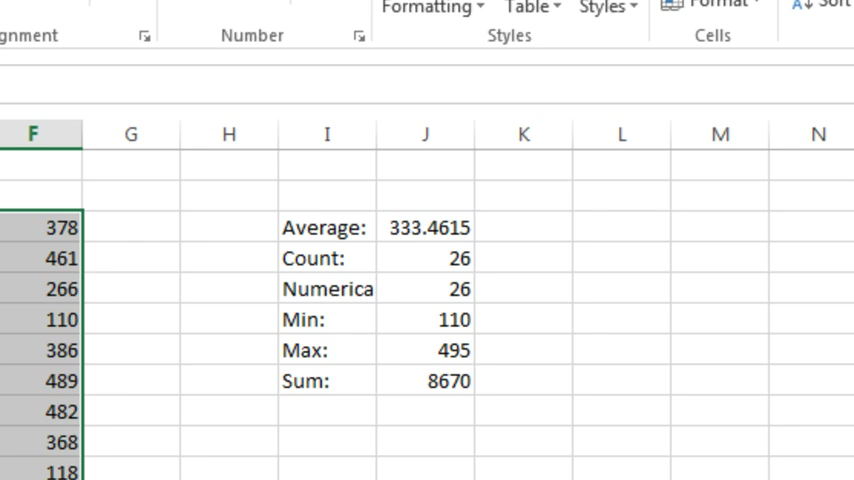 Formatting Table Styles Format Sort
gnment Number Styles Cells
F G H I J K L M N
378 Average: 333.4615
461 Count: 26
266 Numerica 26
110 Min: 110
386 Max: 495
489 Sum: 8670
482
368
118